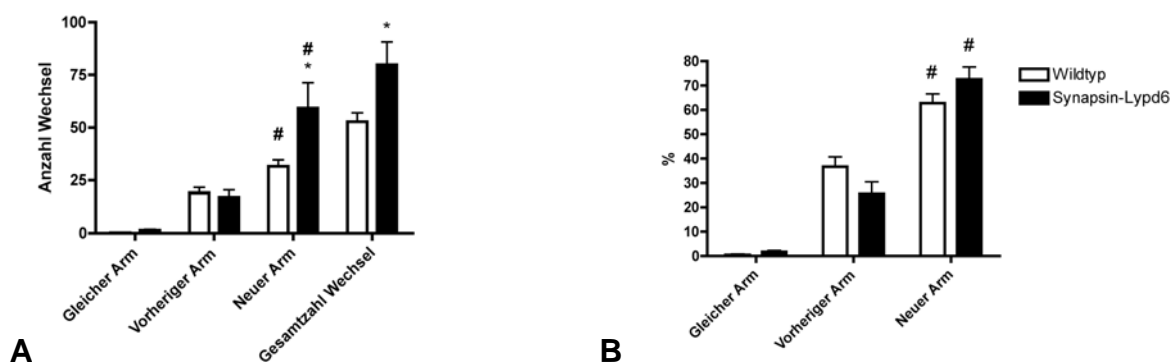 100
75
50
25
0
Anzahl Wechsel
#
#
*
*
Gleicher Arm
Vorheriger Arm
Neuer Arm
Gesamtzahl Wechsel
A
80
70
60
50
40
30
20
10
0
%
#
#
Gleicher Arm
Vorheriger Arm
Neuer Arm
Wildtyp
Synapsin-Lypd6
B